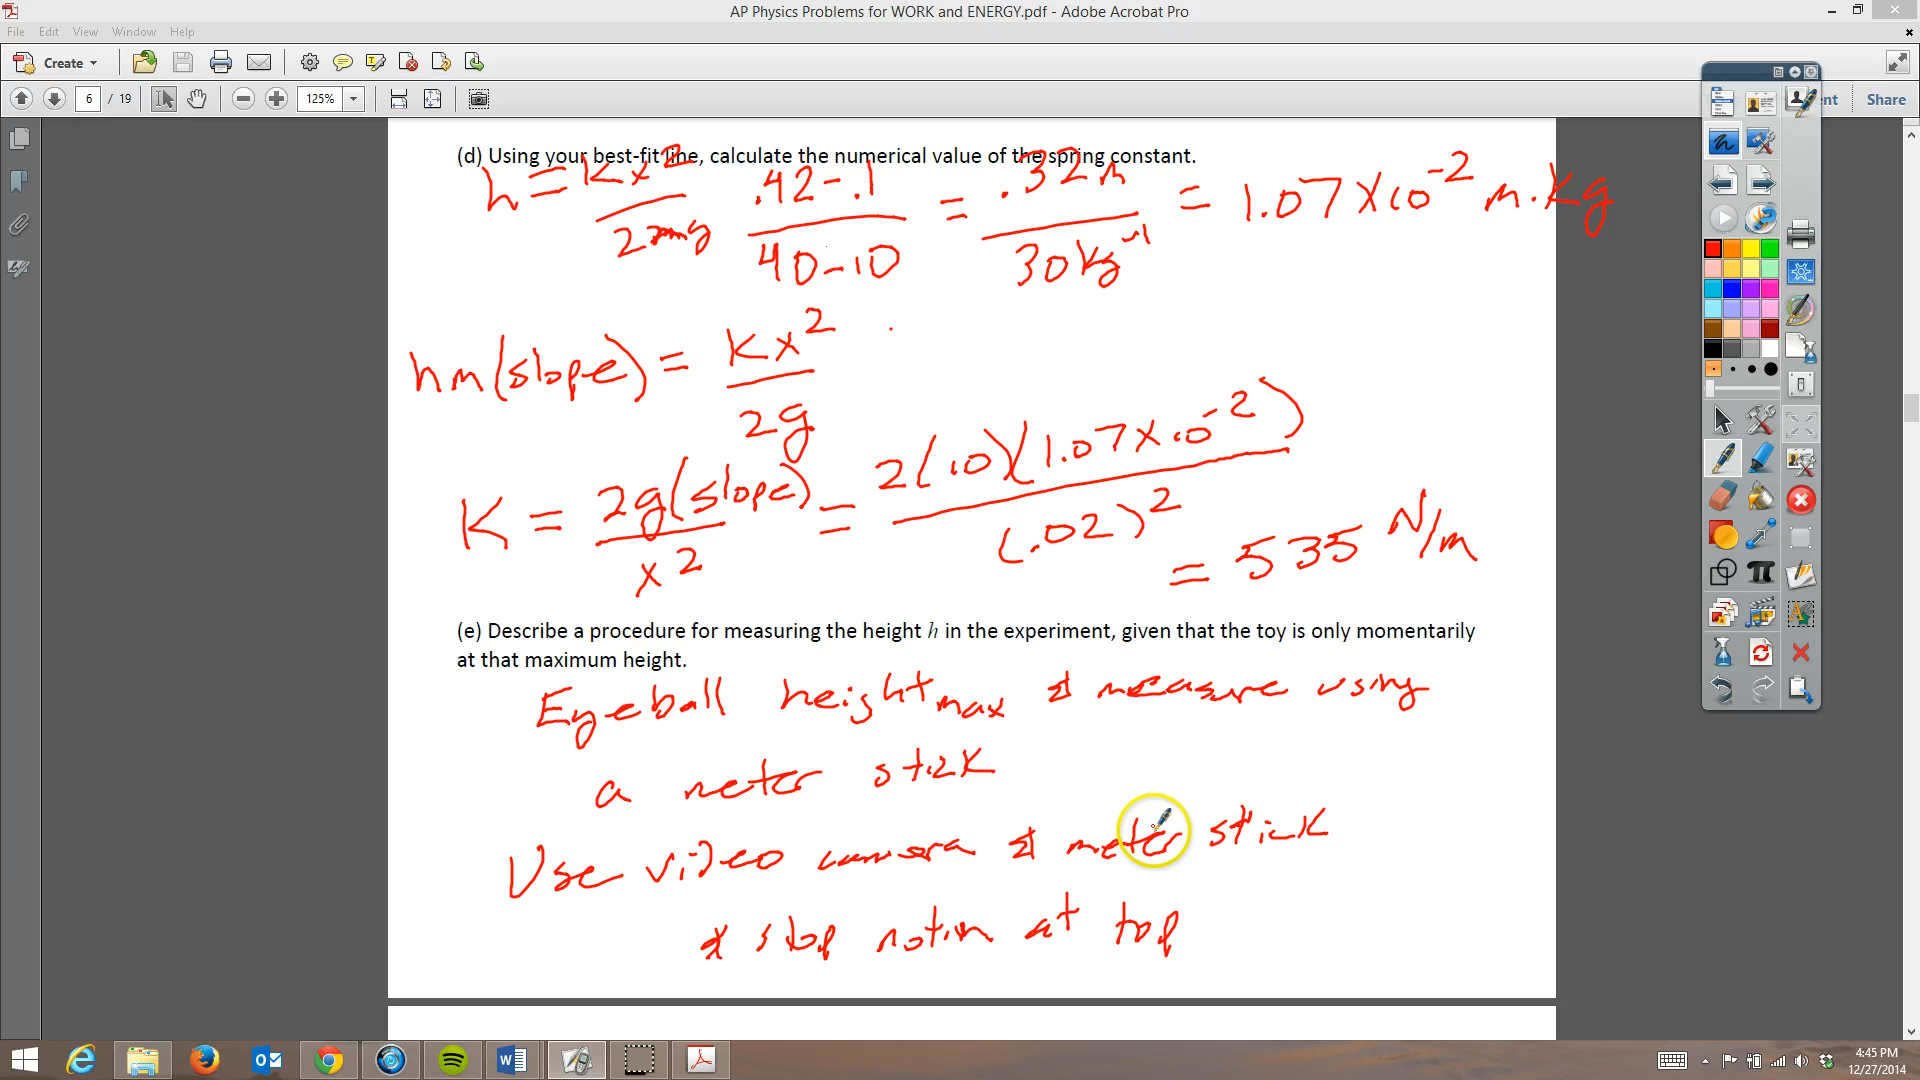 AP Physics Problems for WORK and ENERGY.pdf - Adobe Acrobat Pro
File Edit View Window Help
Create
6 / 19 125% Share
(d) Using your best-fit line, calculate the numerical value of the spring constant.
h = Kx²/2mg .42-.1/40-10 = .32m/30kg⁻¹ = 1.07 x10⁻² m.kg
hm(slope) = Kx²/2g
K = 2g(slope)/x² = 2(10)(1.07x10⁻²)/(.02)²
= 535 N/m
(e) Describe a procedure for measuring the height h in the experiment, given that the toy is only momentarily
at that maximum height.
Eyeball height max & measure using
a meter stick
Use video camera & meter stick
& stop motion at top
4:45 PM
12/27/2014